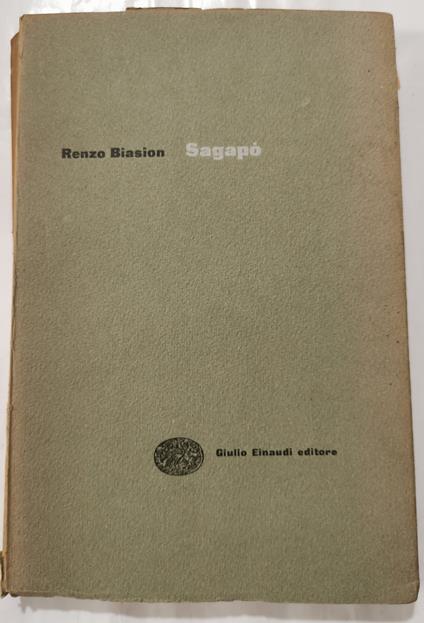 Renzo Biasion Sagapò
Giulio Einaudi editore